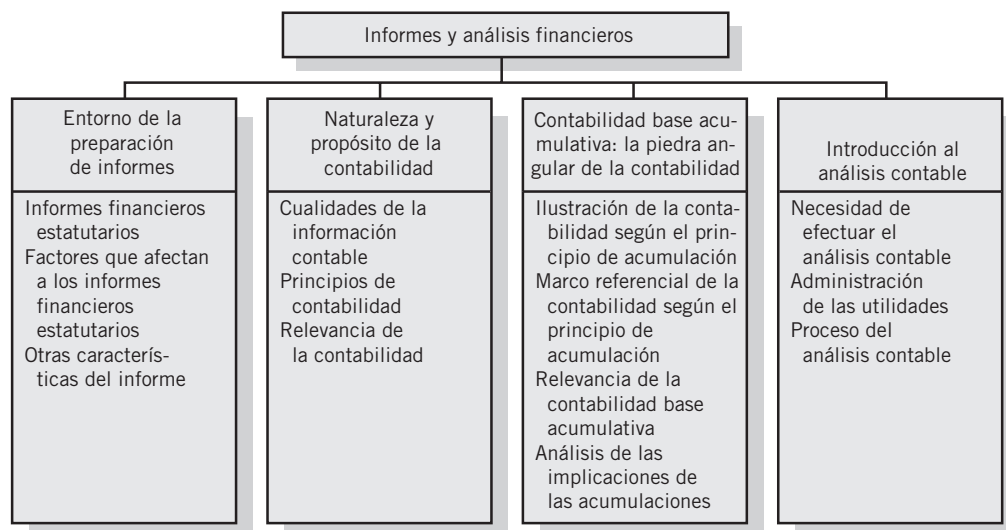 Informes y análisis financieros
Entorno de la
preparación
de informes
Informes financieros
estatutarios
Factores que afectan
a los informes
financieros
estatutarios
Otras caracterís-
ticas del informe
Naturaleza y
propósito de la
contabilidad
Cualidades de la
información
contable
Principios de
contabilidad
Relevancia de
la contabilidad
Contabilidad base acu-
mulativa: la piedra an-
gular de la contabilidad
Ilustración de la conta-
bilidad según el prin-
cipio de acumulación
Marco referencial de la
contabilidad según el
principio de
acumulación
Relevancia de la
contabilidad base
acumulativa
Análisis de las
implicaciones de
las acumulaciones
Introducción al
análisis contable
Necesidad de
efectuar el
análisis contable
Administración
de las utilidades
Proceso del
análisis contable